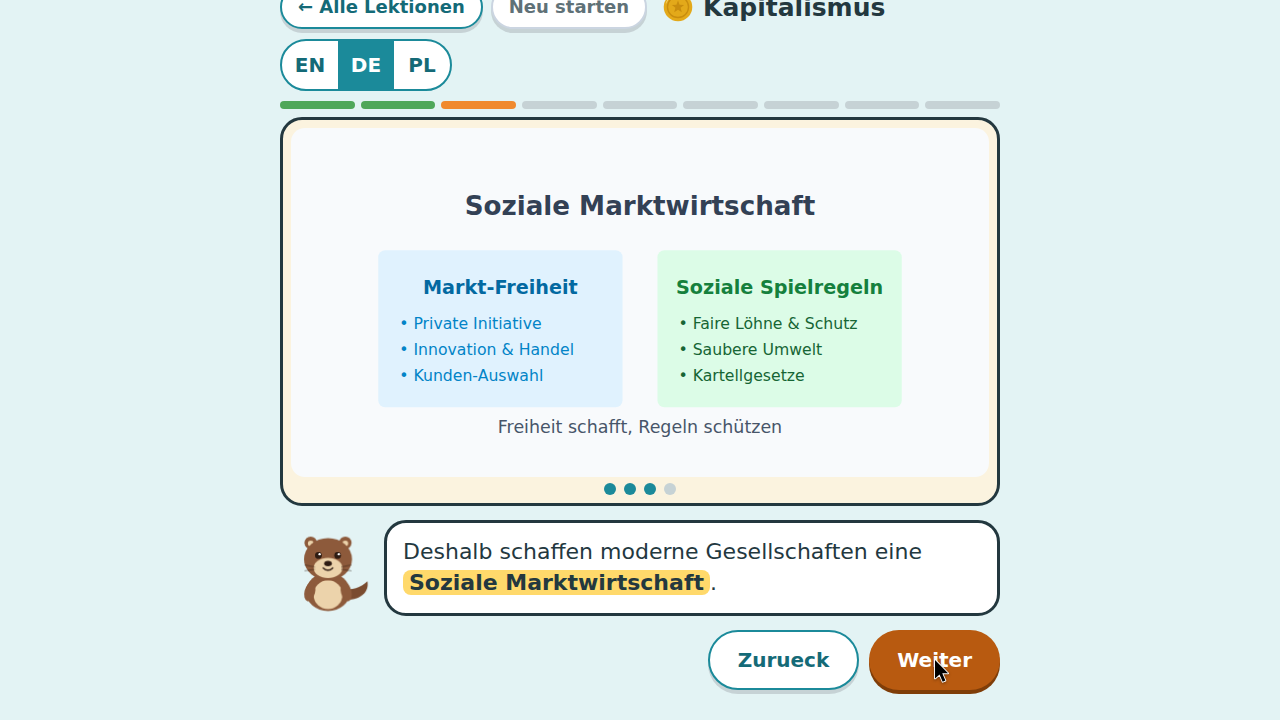 ← Alle Lektionen
Neu starten
Kapitalismus
EN DE PL
Soziale Marktwirtschaft
Markt-Freiheit
• Private Initiative
• Innovation & Handel
• Kunden-Auswahl
Soziale Spielregeln
• Faire Löhne & Schutz
• Saubere Umwelt
• Kartellgesetze
Freiheit schafft, Regeln schützen
Deshalb schaffen moderne Gesellschaften eine
Soziale Marktwirtschaft.
Zurueck
Weiter